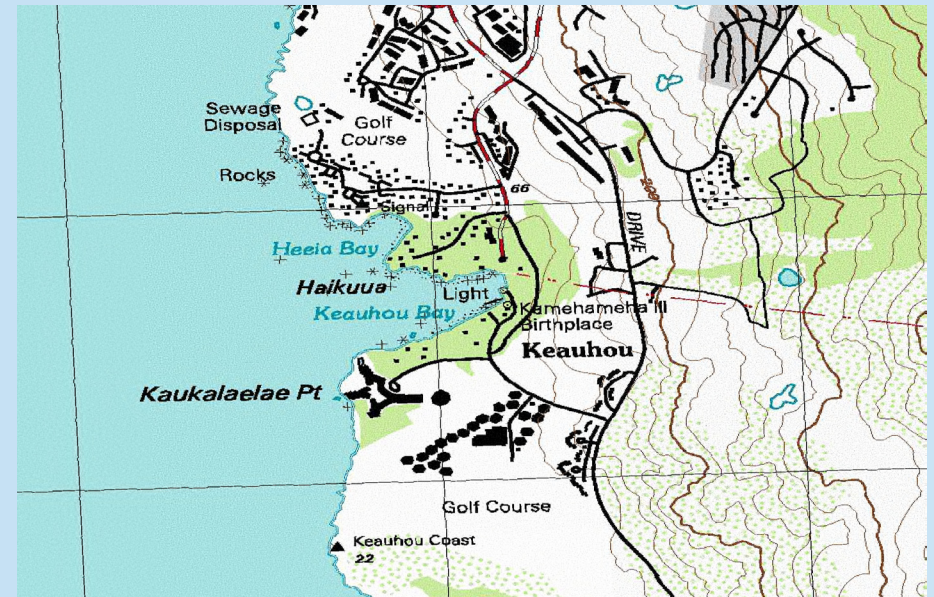 Sewage
Disposal
Golf
Course
Rocks
66
200
Signal
DRIVE
Heeia Bay
Haikuua
Light
Keauhou Bay
Kamehameha III
Birthplace
Keauhou
Kaukalaelae Pt
Golf Course
Keauhou Coast
22